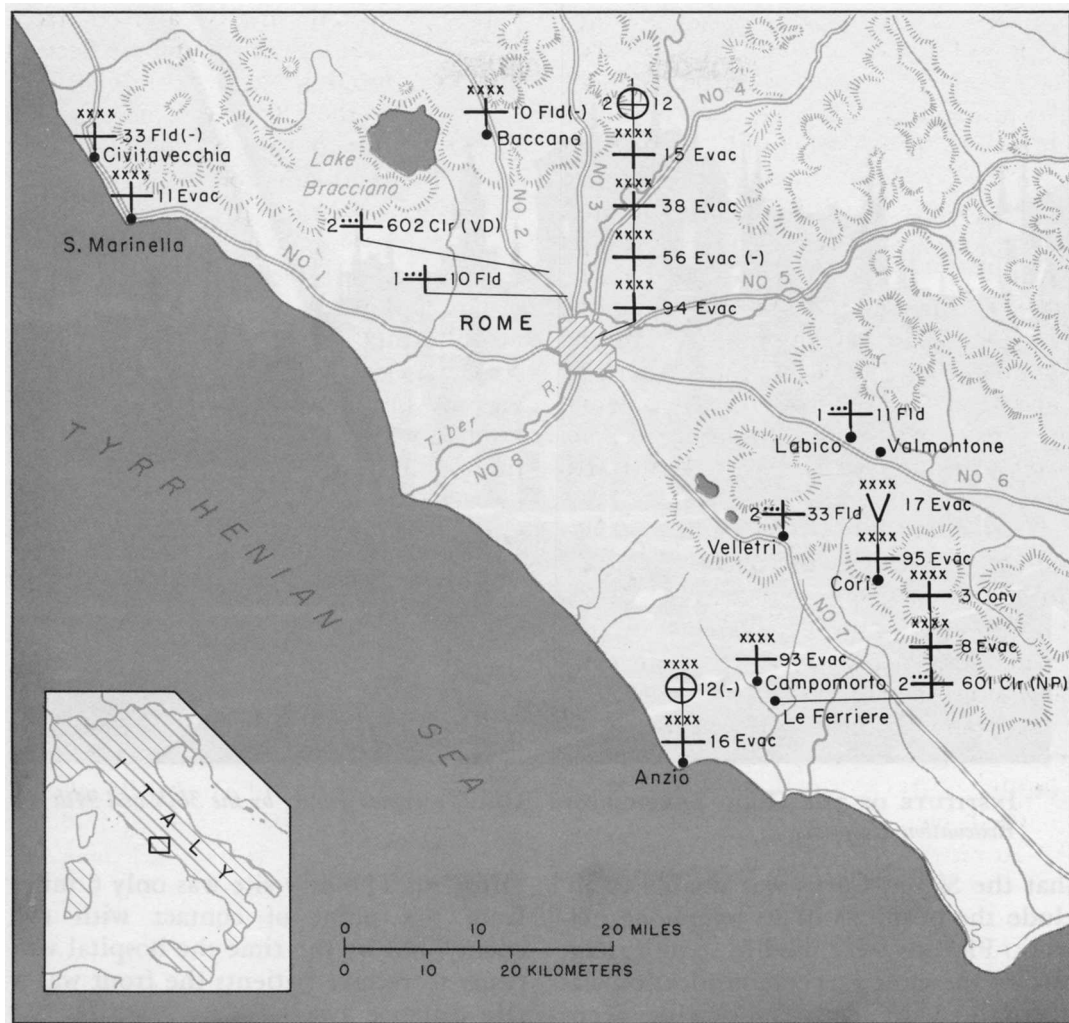 xxxx
33 Fld (-)
Civitavecchia
xxxx
11 Evac
S. Marinella
Lake
Bracciano
xxxx
10 Fld (-)
Baccano
2 12
xxxx
15 Evac
xxxx
38 Evac
xxxx
56 Evac (-)
xxxx
94 Evac
NO 4
NO 3
NO 2
NO 1
NO 5
2 602 Clr (VD)
1 10 Fld
ROME
Tiber R.
NO 8
1 11 Fld
Labico
Valmontone
NO 6
2 33 Fld
Velletri
xxxx
17 Evac
xxxx
95 Evac
Cori
xxxx
3 Conv
xxxx
8 Evac
2 601 Clr (NP)
NO 7
xxxx
93 Evac
Campomorto
Le Ferriere
xxxx
12(-)
xxxx
16 Evac
Anzio
TYRRHENIAN SEA
ITALY
0 10 20 MILES
0 10 20 KILOMETERS